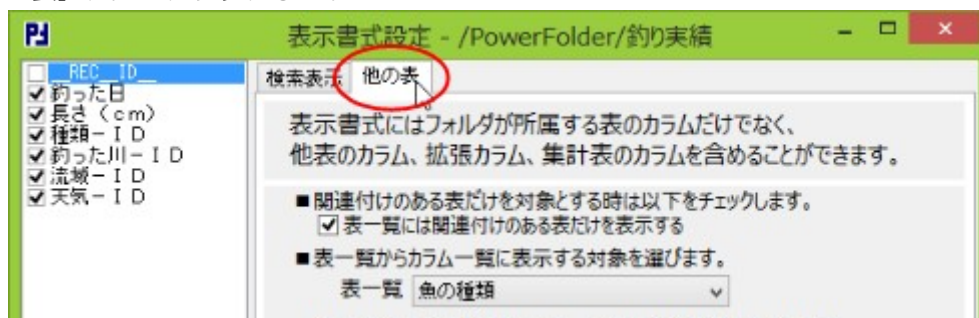 表示書式設定 - /PowerFolder/釣り実績
__REC_ID__
釣った日
長さ(cm)
種類-ID
釣った川-ID
流域-ID
天気-ID
検索表示 他の表
表示書式にはフォルダが所属する表のカラムだけでなく、
他表のカラム、拡張カラム、集計表のカラムを含めることができます。
■関連付けのある表だけを対象とする時は以下をチェックします。
表一覧には関連付けのある表だけを表示する
■表一覧からカラム一覧に表示する対象を選びます。
表一覧 魚の種類